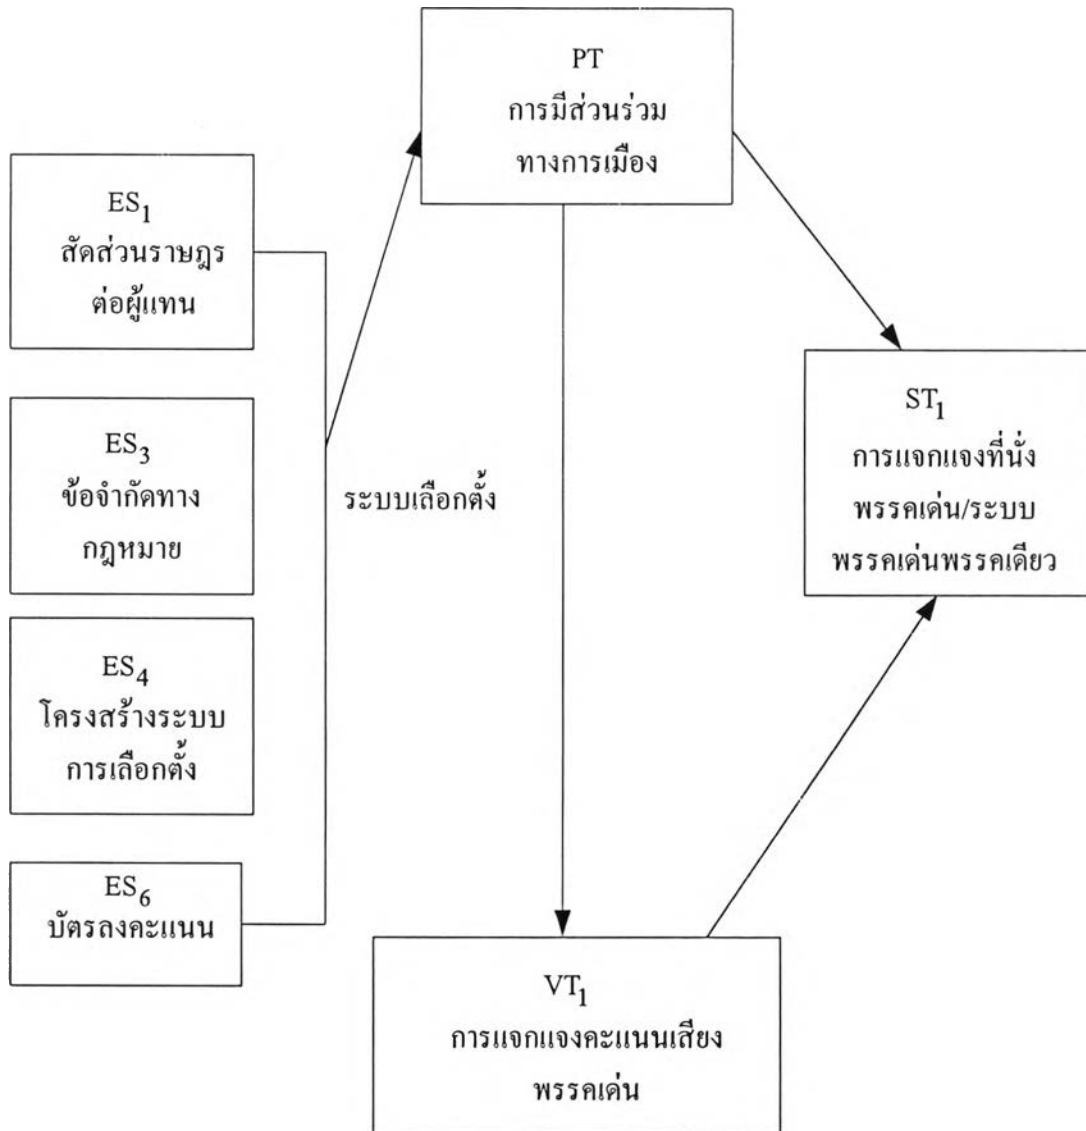 PT
การมีส่วนร่วม
ทางการเมือง
ES1
สัดส่วนราษฎร
ต่อผู้แทน
ES3
ข้อจำกัดทาง
กฎหมาย
ระบบเลือกตั้ง
ST1
การแจกแจงที่นั่ง
พรรคเด่น/ระบบ
พรรคเด่นพรรคเดียว
ES4
โครงสร้างระบบ
การเลือกตั้ง
ES6
บัตรลงคะแนน
VT1
การแจกแจงคะแนนเสียง
พรรคเด่น